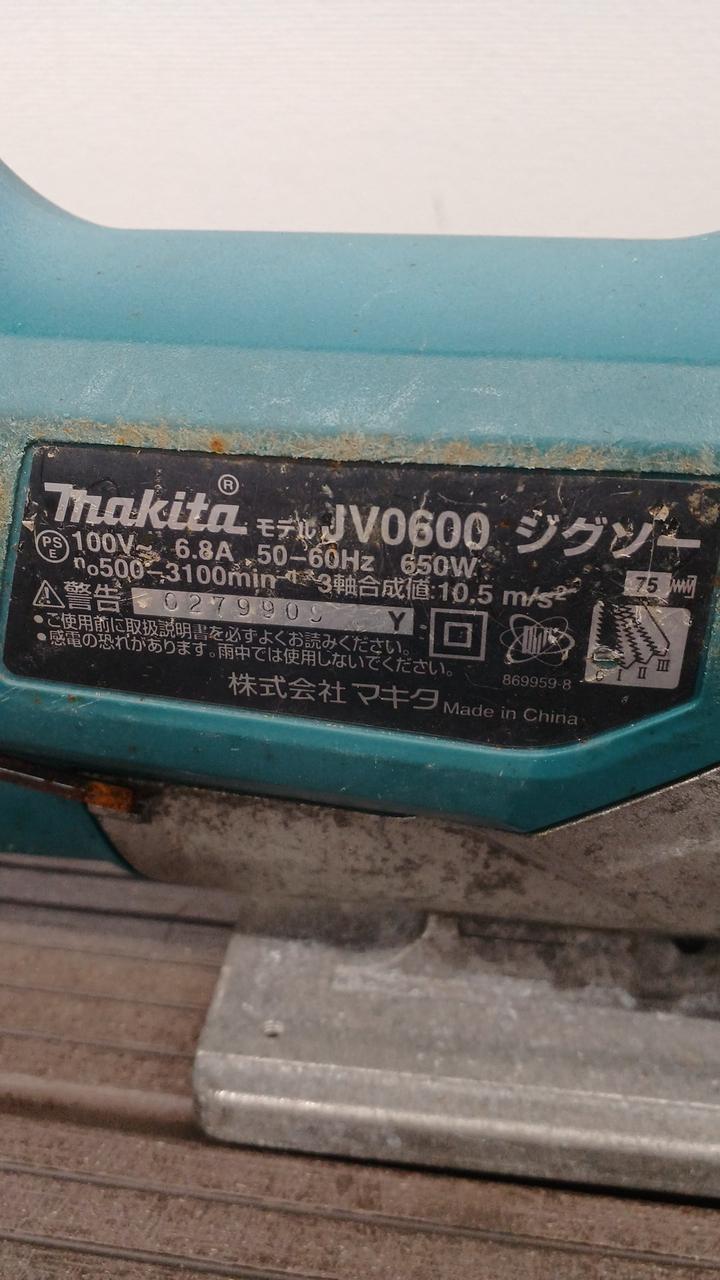 Makita® モデル JV0600 ジグソー
PS E 100V~ 6.8A 50-60Hz 650W
n₀500-3100min⁻¹ 3軸合成値:10.5 m/s²
75
⚠警告 Y
•ご使用前に取扱説明書を必ずよくお読みください。
•感電の恐れがあります。雨中では使用しないでください。
I II III
869959-8
株式会社マキタ Made in China